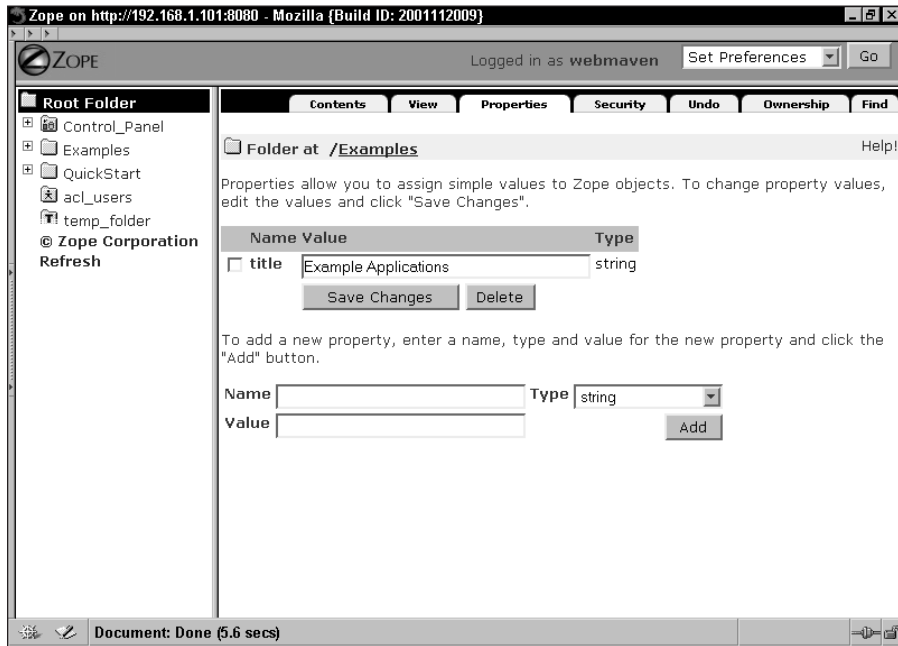 Zope on http://192.168.1.101:8080 - Mozilla {Build ID: 2001112009}
ZOPE
Logged in as webmaven
Set Preferences
Go
Root Folder
Control_Panel
Examples
QuickStart
acl_users
temp_folder
© Zope Corporation
Refresh
Contents View Properties Security Undo Ownership Find
Folder at /Examples
Help!
Properties allow you to assign simple values to Zope objects. To change property values,
edit the values and click "Save Changes".
Name Value Type
title Example Applications string
Save Changes Delete
To add a new property, enter a name, type and value for the new property and click the
"Add" button.
Name Type string
Value Add
Document: Done (5.6 secs)